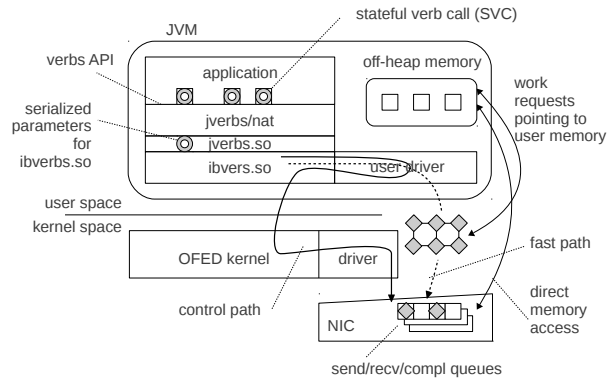 stateful verb call (SVC)
JVM
verbs API
application
off-heap memory
work
requests
pointing to
user memory
serialized
parameters
for
ibverbs.so
jverbs/nat
jverbs.so
ibvers.so
user driver
user space
kernel space
OFED kernel
driver
fast path
control path
direct
memory
access
NIC
send/recv/compl queues